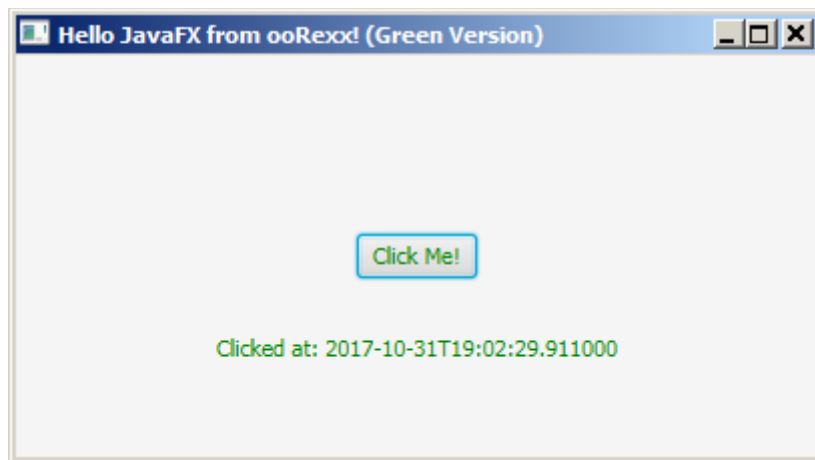 Hello JavaFX from ooRexx! (Green Version)
Click Me!
Clicked at: 2017-10-31T19:02:29.911000